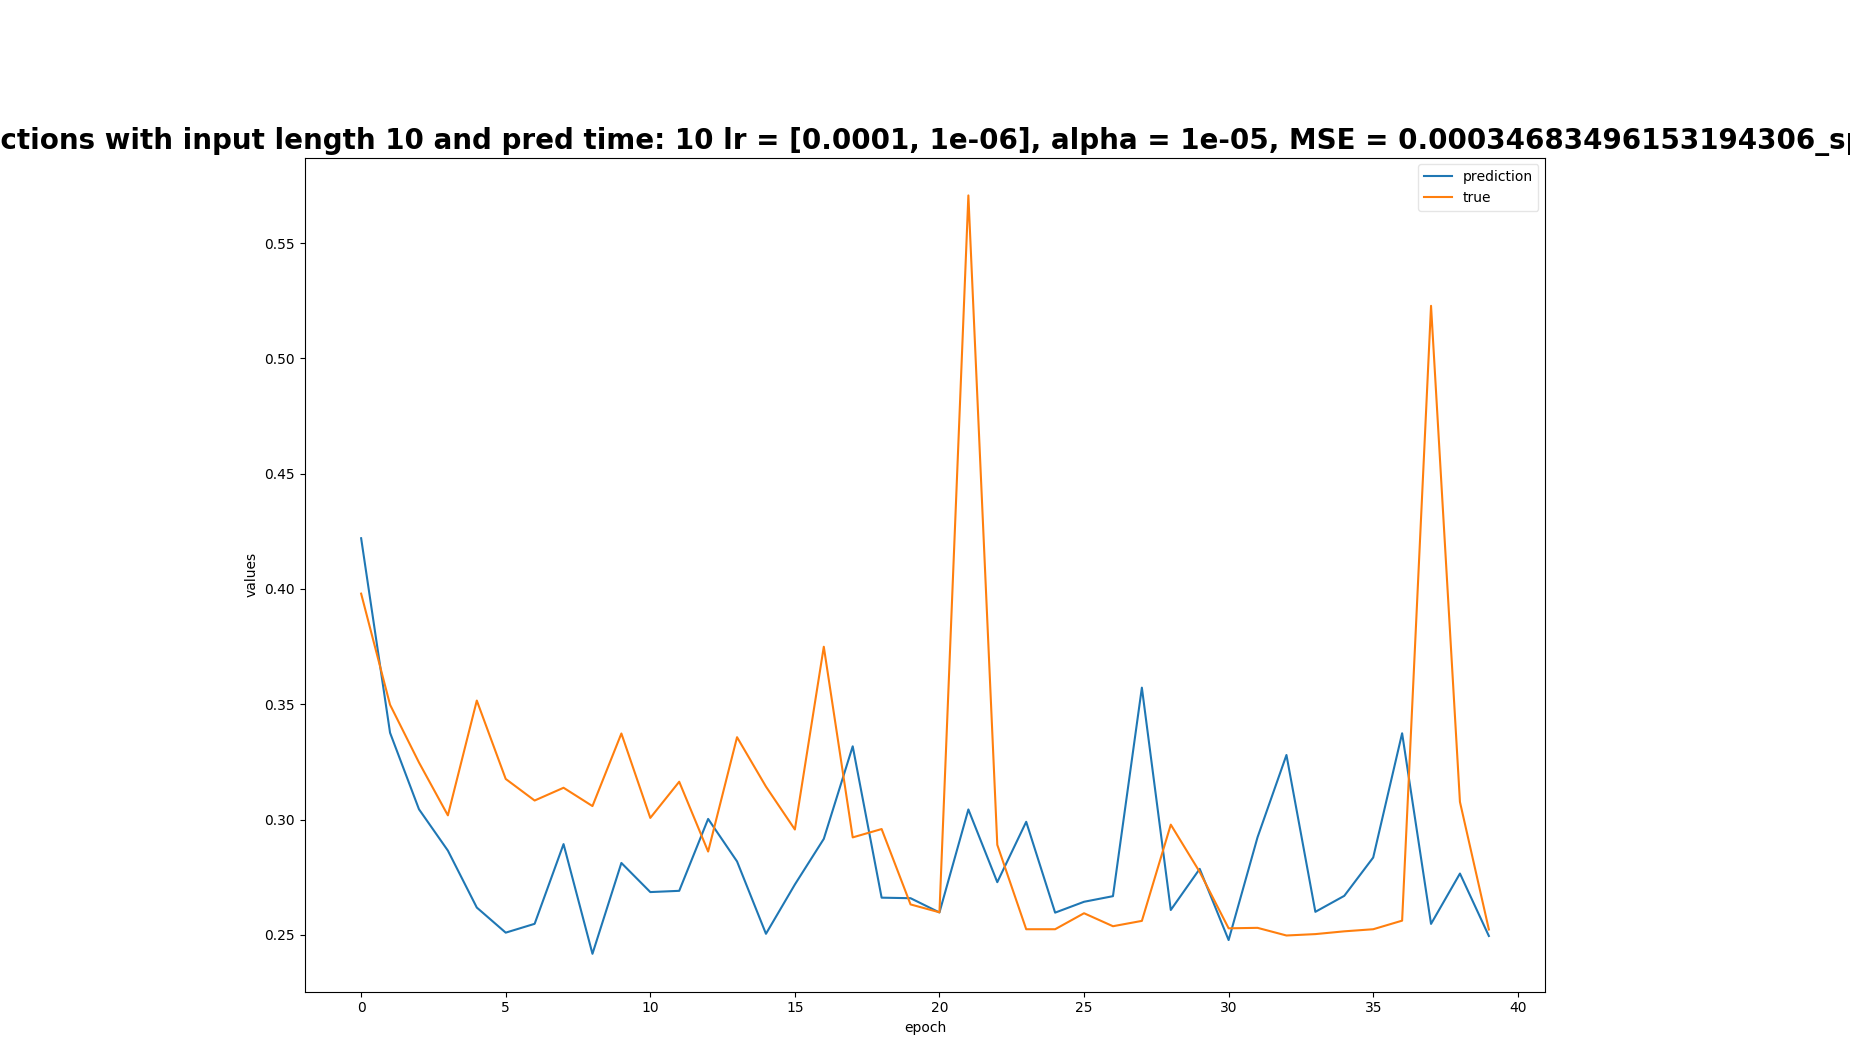 ctions with input length 10 and pred time: 10 lr = [0.0001, 1e-06], alpha = 1e-05, MSE = 0.00034683496153194306_sp
prediction
true
0.55
0.50
0.45
0.40
0.35
0.30
0.25
values
0 5 10 15 20 25 30 35 40
epoch